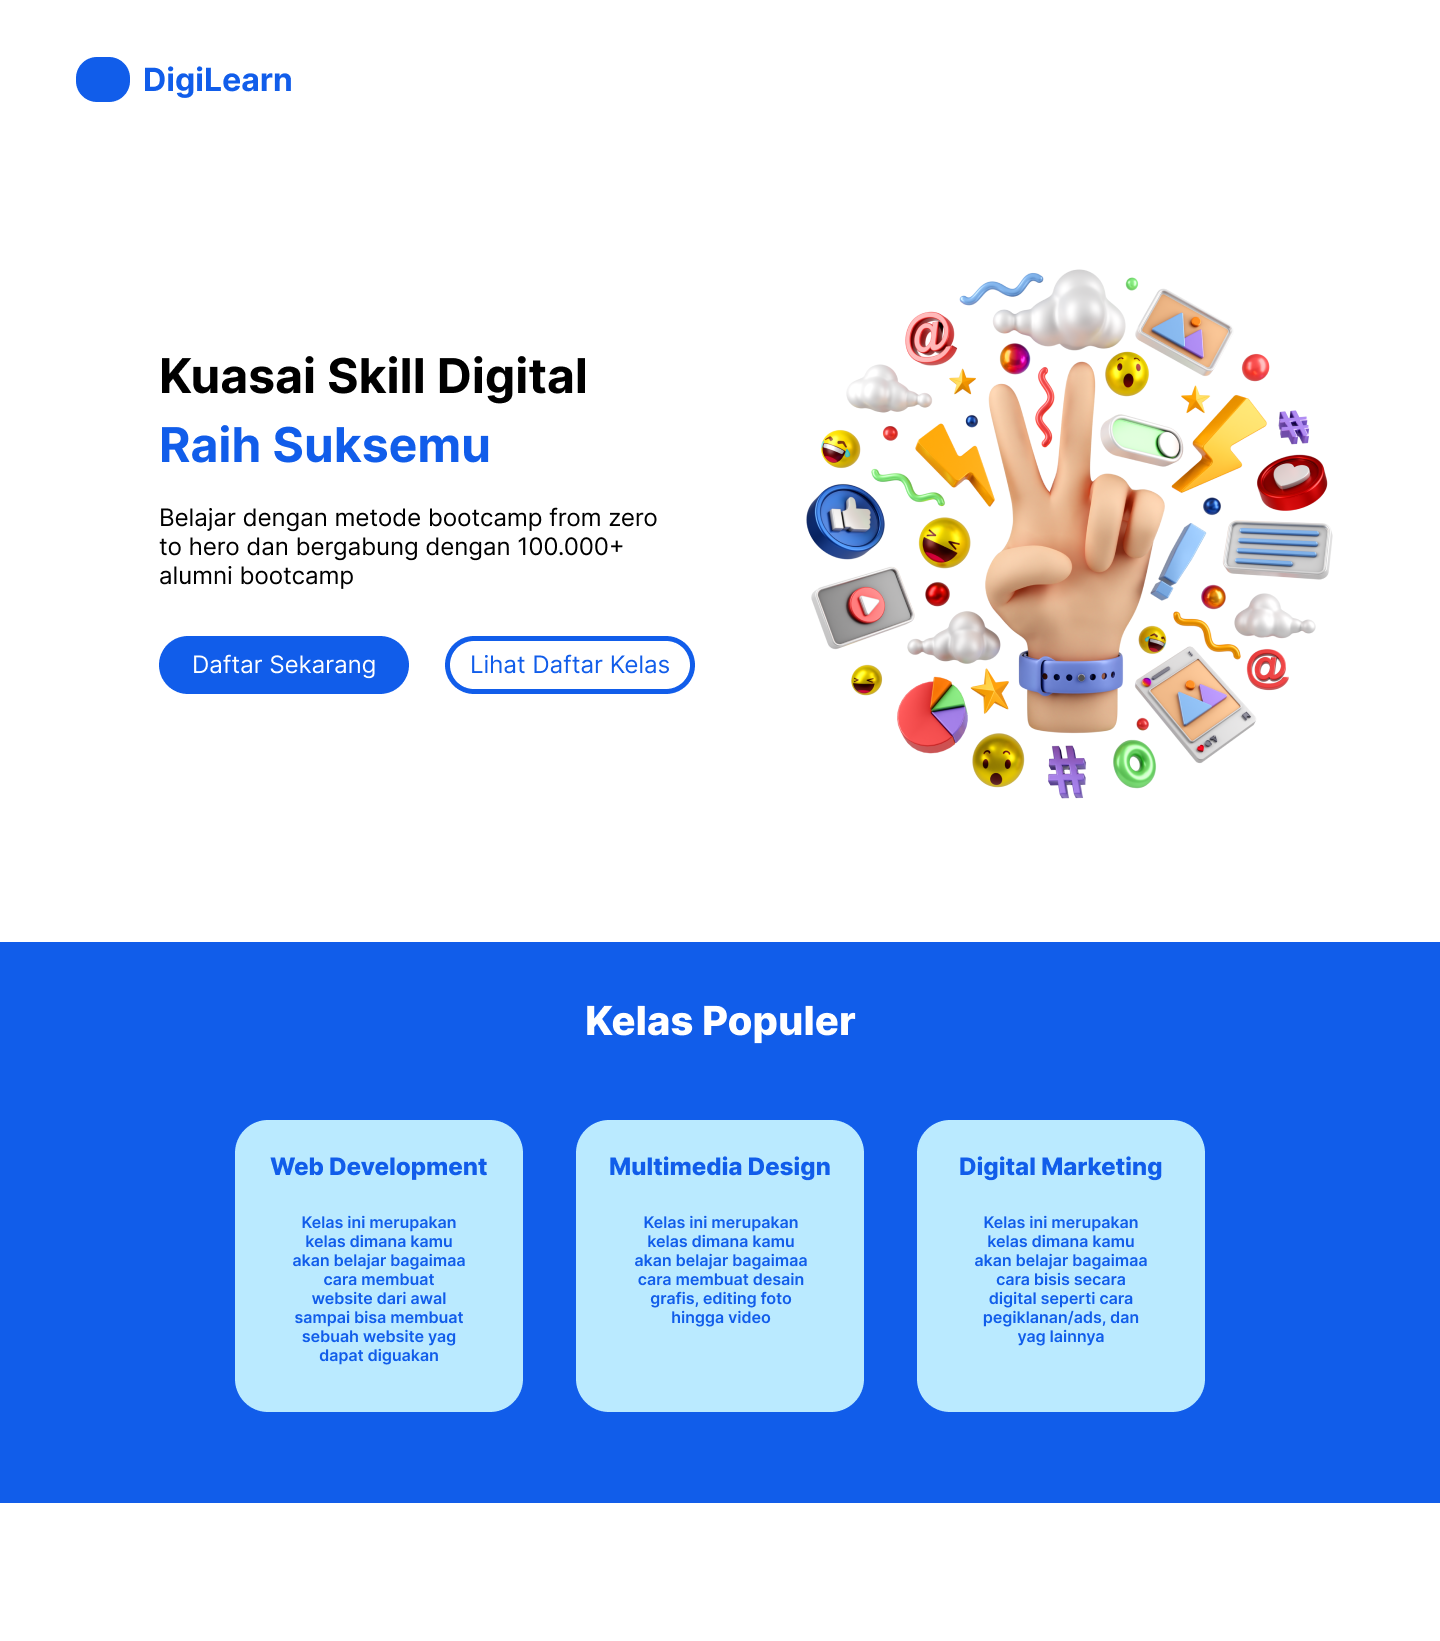 DigiLearn
Kuasai Skill Digital
Raih Suksemu
Belajar dengan metode bootcamp from zero
to hero dan bergabung dengan 100.000+
alumni bootcamp
Daftar Sekarang
Lihat Daftar Kelas
@
#
@
#
Kelas Populer
Web Development
Kelas ini merupakan
kelas dimana kamu
akan belajar bagaimaa
cara membuat
website dari awal
sampai bisa membuat
sebuah website yag
dapat diguakan
Multimedia Design
Kelas ini merupakan
kelas dimana kamu
akan belajar bagaimaa
cara membuat desain
grafis, editing foto
hingga video
Digital Marketing
Kelas ini merupakan
kelas dimana kamu
akan belajar bagaimaa
cara bisis secara
digital seperti cara
pegiklanan/ads, dan
yag lainnya